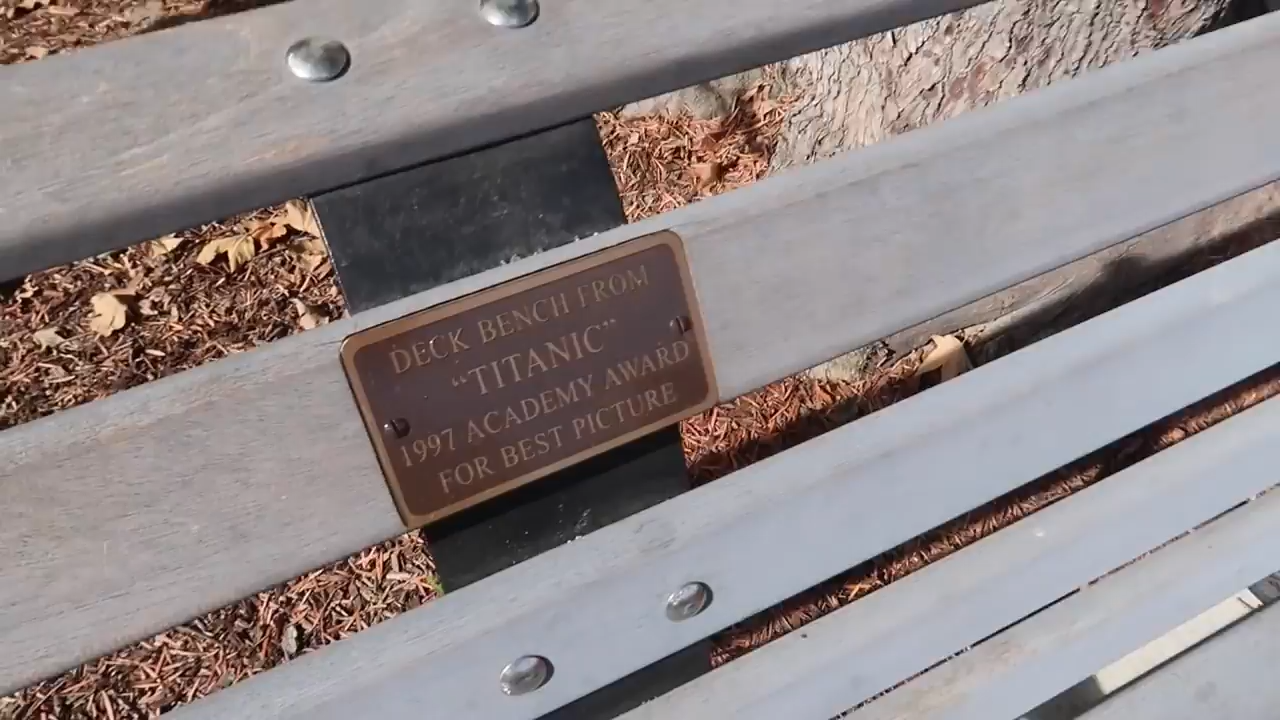 DECK BENCH FROM
“TITANIC”
1997 ACADEMY AWARD
FOR BEST PICTURE